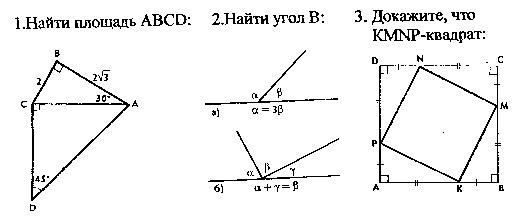 1.Найти площадь ABCD:
2.Найти угол B:
3. Докажите, что
KMNP-квадрат:
B
2
2√3
C
30°
A
45°
D
α
β
а)
α = 3β
α
β
γ
б)
α + γ = β
D
N
C
M
P
A
K
B